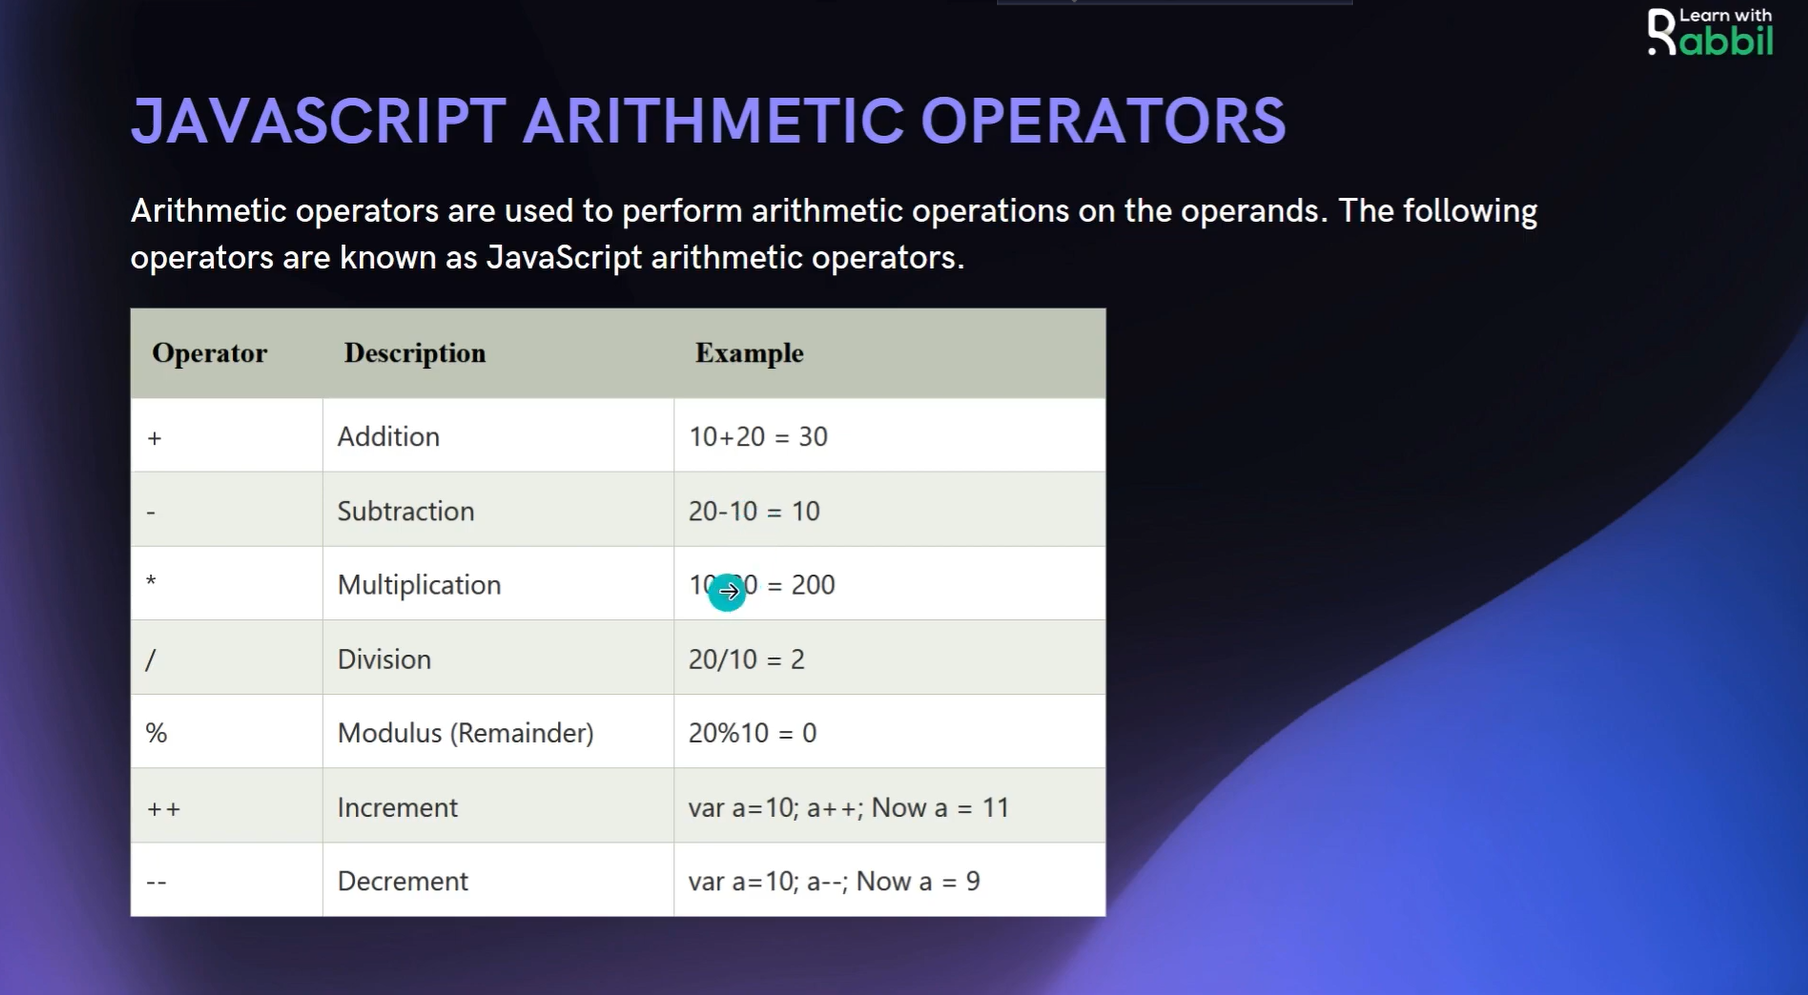 Learn with
Rabbil
JAVASCRIPT ARITHMETIC OPERATORS
Arithmetic operators are used to perform arithmetic operations on the operands. The following
operators are known as JavaScript arithmetic operators.
Operator Description Example
+ Addition 10+20 = 30
- Subtraction 20-10 = 10
* Multiplication = 200
/ Division 20/10 = 2
% Modulus (Remainder) 20%10 = 0
++ Increment var a=10; a++; Now a = 11
-- Decrement var a=10; a--; Now a = 9